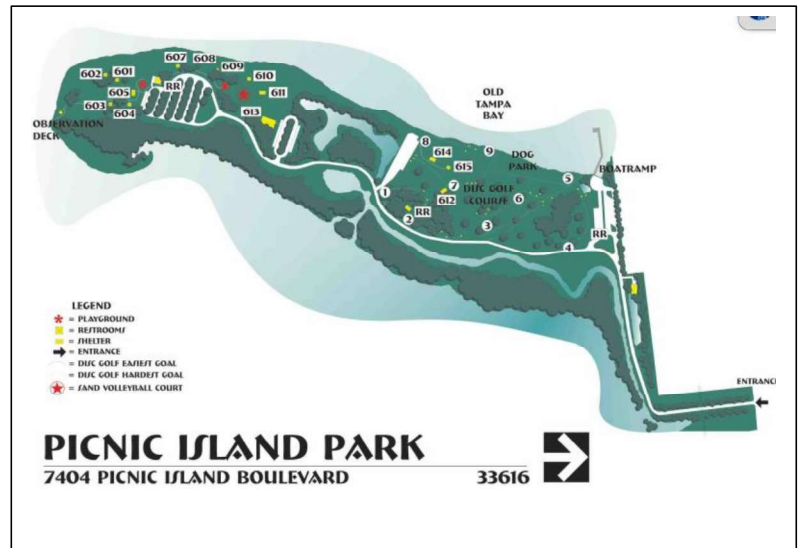 607
608
609
602
601
610
RR
605
611
603
604
613
OBSERVATION
DECK
OLD
TAMPA
BAY
8
614
9
DOG
PARK
615
5
BOATRAMP
1
7
DISC GOLF
COURSE
612
6
RR
2
3
RR
4
LEGEND
= PLAYGROUND
= RESTROOMS
= SHELTER
= ENTRANCE
= DISC GOLF EASIEST GOAL
= DISC GOLF HARDEST GOAL
= SAND VOLLEYBALL COURT
ENTRANCE
PICNIC ISLAND PARK
7404 PICNIC ISLAND BOULEVARD 33616